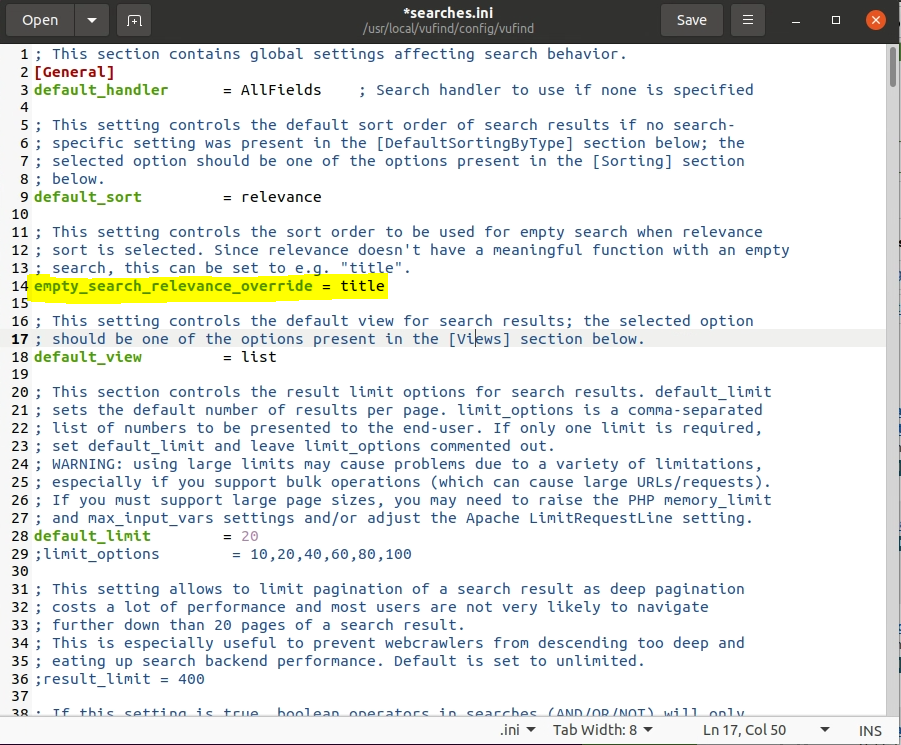 Open
*searches.ini
/usr/local/vufind/config/vufind
Save
1 ; This section contains global settings affecting search behavior.
2 [General]
3 default_handler      = AllFields    ; Search handler to use if none is specified
4
5 ; This setting controls the default sort order of search results if no search-
6 ; specific setting was present in the [DefaultSortingByType] section below; the
7 ; selected option should be one of the options present in the [Sorting] section
8 ; below.
9 default_sort         = relevance
10
11 ; This setting controls the sort order to be used for empty search when relevance
12 ; sort is selected. Since relevance doesn't have a meaningful function with an empty
13 ; search, this can be set to e.g. "title".
14 empty_search_relevance_override = title
15
16 ; This setting controls the default view for search results; the selected option
17 ; should be one of the options present in the [Views] section below.
18 default_view         = list
19
20 ; This section controls the result limit options for search results. default_limit
21 ; sets the default number of results per page. limit_options is a comma-separated
22 ; list of numbers to be presented to the end-user. If only one limit is required,
23 ; set default_limit and leave limit_options commented out.
24 ; WARNING: using large limits may cause problems due to a variety of limitations,
25 ; especially if you support bulk operations (which can cause large URLs/requests).
26 ; If you must support large page sizes, you may need to raise the PHP memory_limit
27 ; and max_input_vars settings and/or adjust the Apache LimitRequestLine setting.
28 default_limit        = 20
29 ;limit_options        = 10,20,40,60,80,100
30
31 ; This setting allows to limit pagination of a search result as deep pagination
32 ; costs a lot of performance and most users are not very likely to navigate
33 ; further down than 20 pages of a search result.
34 ; This is especially useful to prevent webcrawlers from descending too deep and
35 ; eating up search backend performance. Default is set to unlimited.
36 ;result_limit = 400
37
38 ; If this setting is true, boolean operators in searches (AND/OR/NOT) will only
.ini Tab Width: 8 Ln 17, Col 50 INS